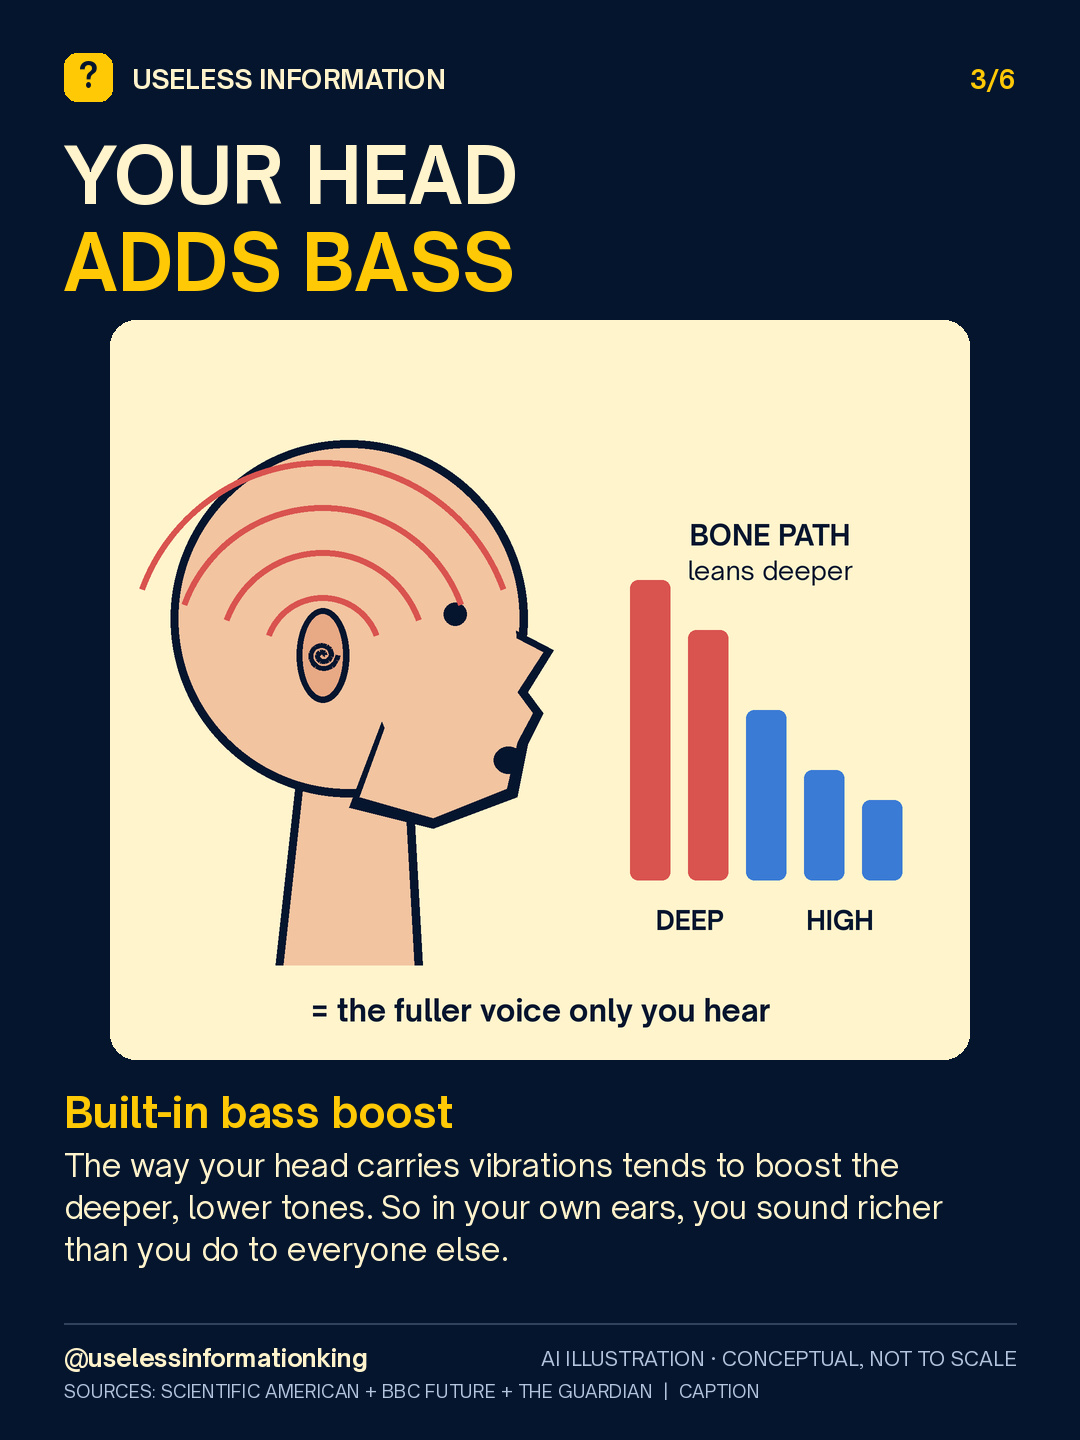 ?
USELESS INFORMATION
3/6
YOUR HEAD
ADDS BASS
BONE PATH
leans deeper
DEEP
HIGH
= the fuller voice only you hear
Built-in bass boost
The way your head carries vibrations tends to boost the
deeper, lower tones. So in your own ears, you sound richer
than you do to everyone else.
@uselessinformationking
AI ILLUSTRATION · CONCEPTUAL, NOT TO SCALE
SOURCES: SCIENTIFIC AMERICAN + BBC FUTURE + THE GUARDIAN | CAPTION